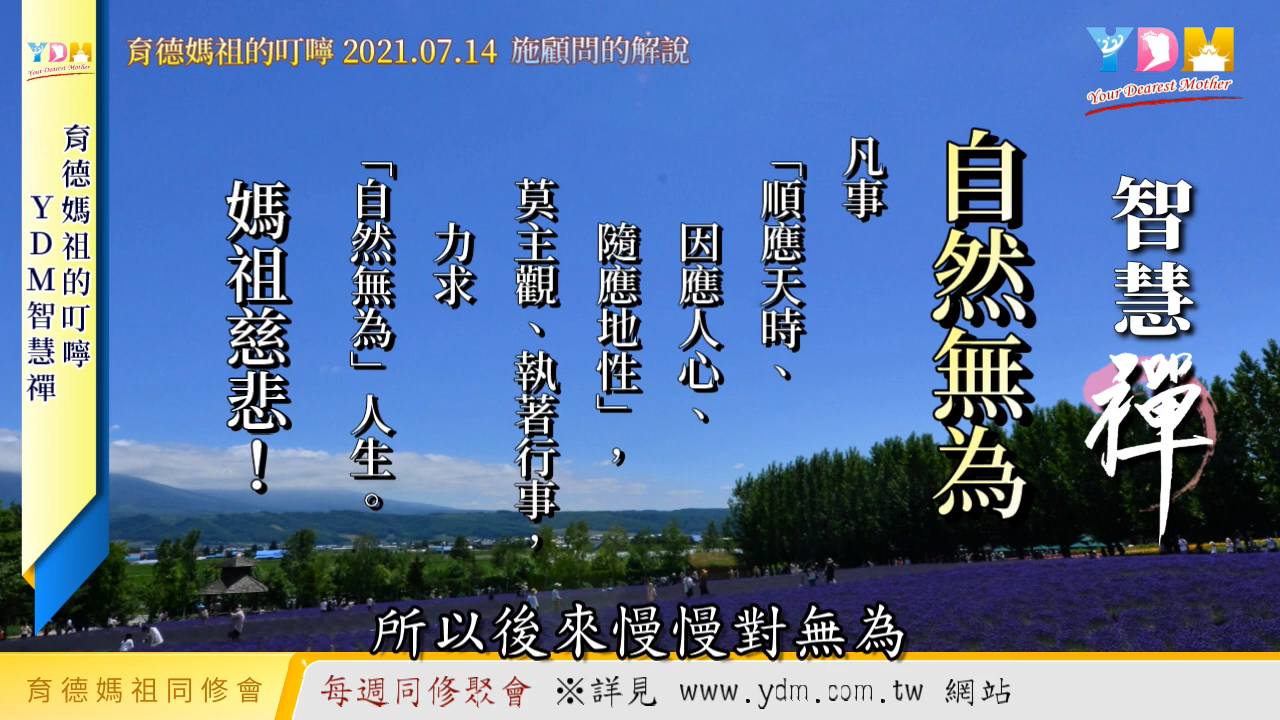 育德媽祖的叮嚀 2021.07.14 施顧問的解說
YDM
Your Dearest Mother
YDM
Your Dearest Mother
育德媽祖的叮嚀
YDM智慧禪
智慧禪
自然無為
凡事
「順應天時、
因應人心、
隨應地性」，
莫主觀、執著行事，
力求
「自然無為」人生。
媽祖慈悲！
所以後來慢慢對無為
育德媽祖同修會
每週同修聚會 ※詳見 www.ydm.com.tw 網站